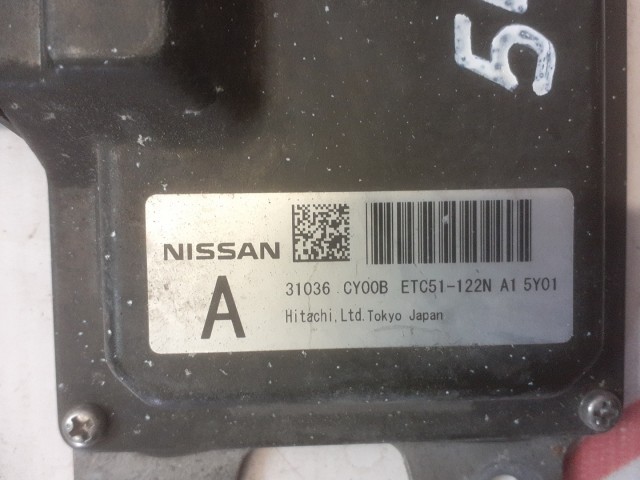 NISSAN
A
31036 CY00B ETC51-122N A1 5Y01
Hitachi,Ltd.Tokyo Japan